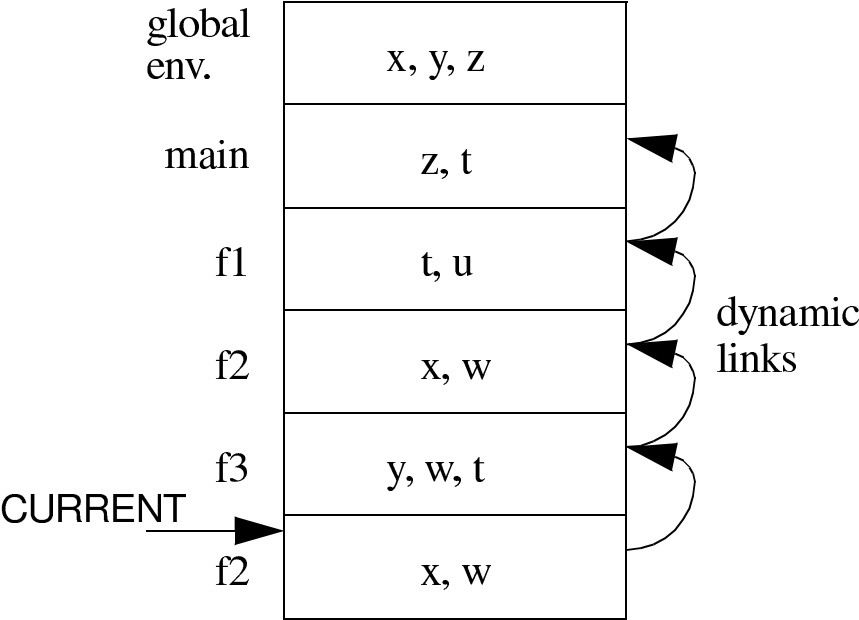 global
env.
x, y, z
main
z, t
f1
t, u
dynamic
links
f2
x, w
f3
y, w, t
CURRENT
f2
x, w